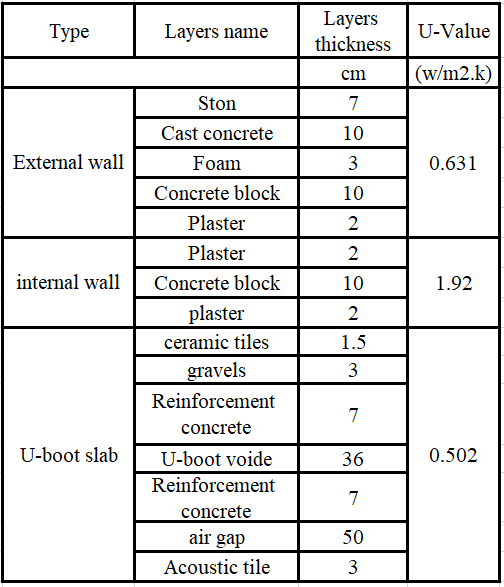 Type Layers name Layers thickness U-Value
cm (w/m2.k)
External wall Ston 7 0.631
Cast concrete 10
Foam 3
Concrete block 10
Plaster 2
internal wall Plaster 2 1.92
Concrete block 10
plaster 2
U-boot slab ceramic tiles 1.5 0.502
gravels 3
Reinforcement concrete 7
U-boot voide 36
Reinforcement concrete 7
air gap 50
Acoustic tile 3